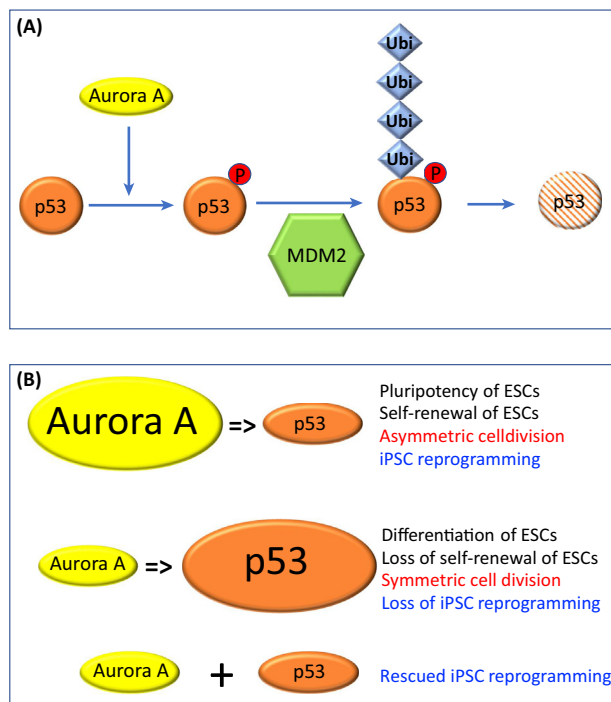 (A)
Ubi
Ubi
Ubi
Ubi
Aurora A
P
P
p53
p53
p53
p53
MDM2
(B)
Aurora A => p53
Pluripotency of ESCs
Self-renewal of ESCs
Asymmetric celldivision
iPSC reprogramming
Aurora A => p53
Differentiation of ESCs
Loss of self-renewal of ESCs
Symmetric cell division
Loss of iPSC reprogramming
Aurora A + p53
Rescued iPSC reprogramming